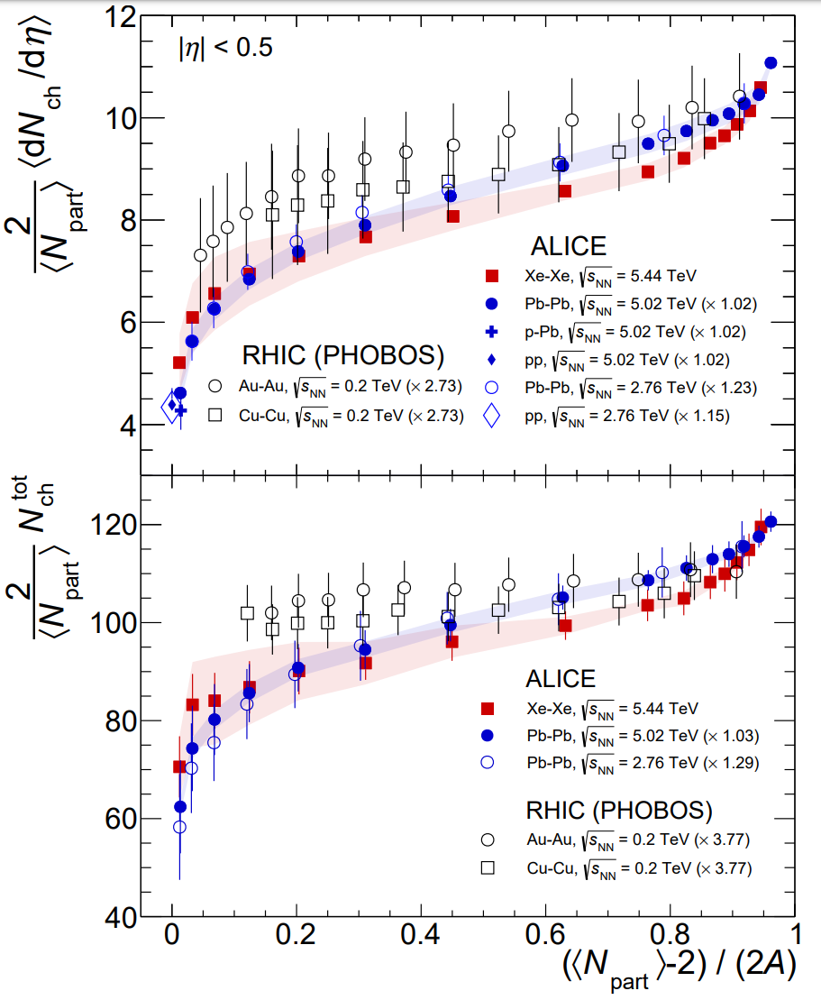 2/⟨N_part⟩ ⟨dN_ch/dη⟩
12
10
8
6
4
|η| < 0.5
ALICE
Xe-Xe, √s_NN = 5.44 TeV
Pb-Pb, √s_NN = 5.02 TeV (× 1.02)
p-Pb, √s_NN = 5.02 TeV (× 1.02)
pp, √s_NN = 5.02 TeV (× 1.02)
Pb-Pb, √s_NN = 2.76 TeV (× 1.23)
pp, √s_NN = 2.76 TeV (× 1.15)
RHIC (PHOBOS)
Au-Au, √s_NN = 0.2 TeV (× 2.73)
Cu-Cu, √s_NN = 0.2 TeV (× 2.73)
2/⟨N_part⟩ N_ch^tot
120
100
80
60
40
ALICE
Xe-Xe, √s_NN = 5.44 TeV
Pb-Pb, √s_NN = 5.02 TeV (× 1.03)
Pb-Pb, √s_NN = 2.76 TeV (× 1.29)
RHIC (PHOBOS)
Au-Au, √s_NN = 0.2 TeV (× 3.77)
Cu-Cu, √s_NN = 0.2 TeV (× 3.77)
0 0.2 0.4 0.6 0.8 1
(⟨N_part⟩-2) / (2A)